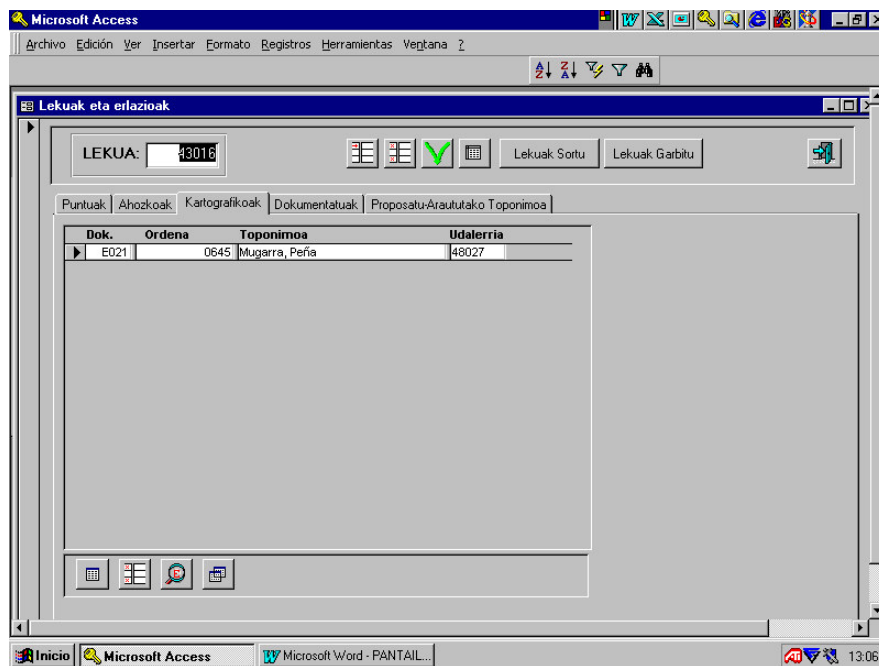 Microsoft Access
Archivo Edición Ver Insertar Formato Registros Herramientas Ventana ?
Lekuak eta erlazioak
LEKUA: 43016 Lekuak Sortu Lekuak Garbitu
Puntuak Ahozkoak Kartografikoak Dokumentatuak Proposatu-Araututako Toponimoa
Dok. Ordena Toponimoa Udalerria
E021 0645 Mugarra, Peña 48027
Inicio Microsoft Access Microsoft Word - PANTAIL... 13:06